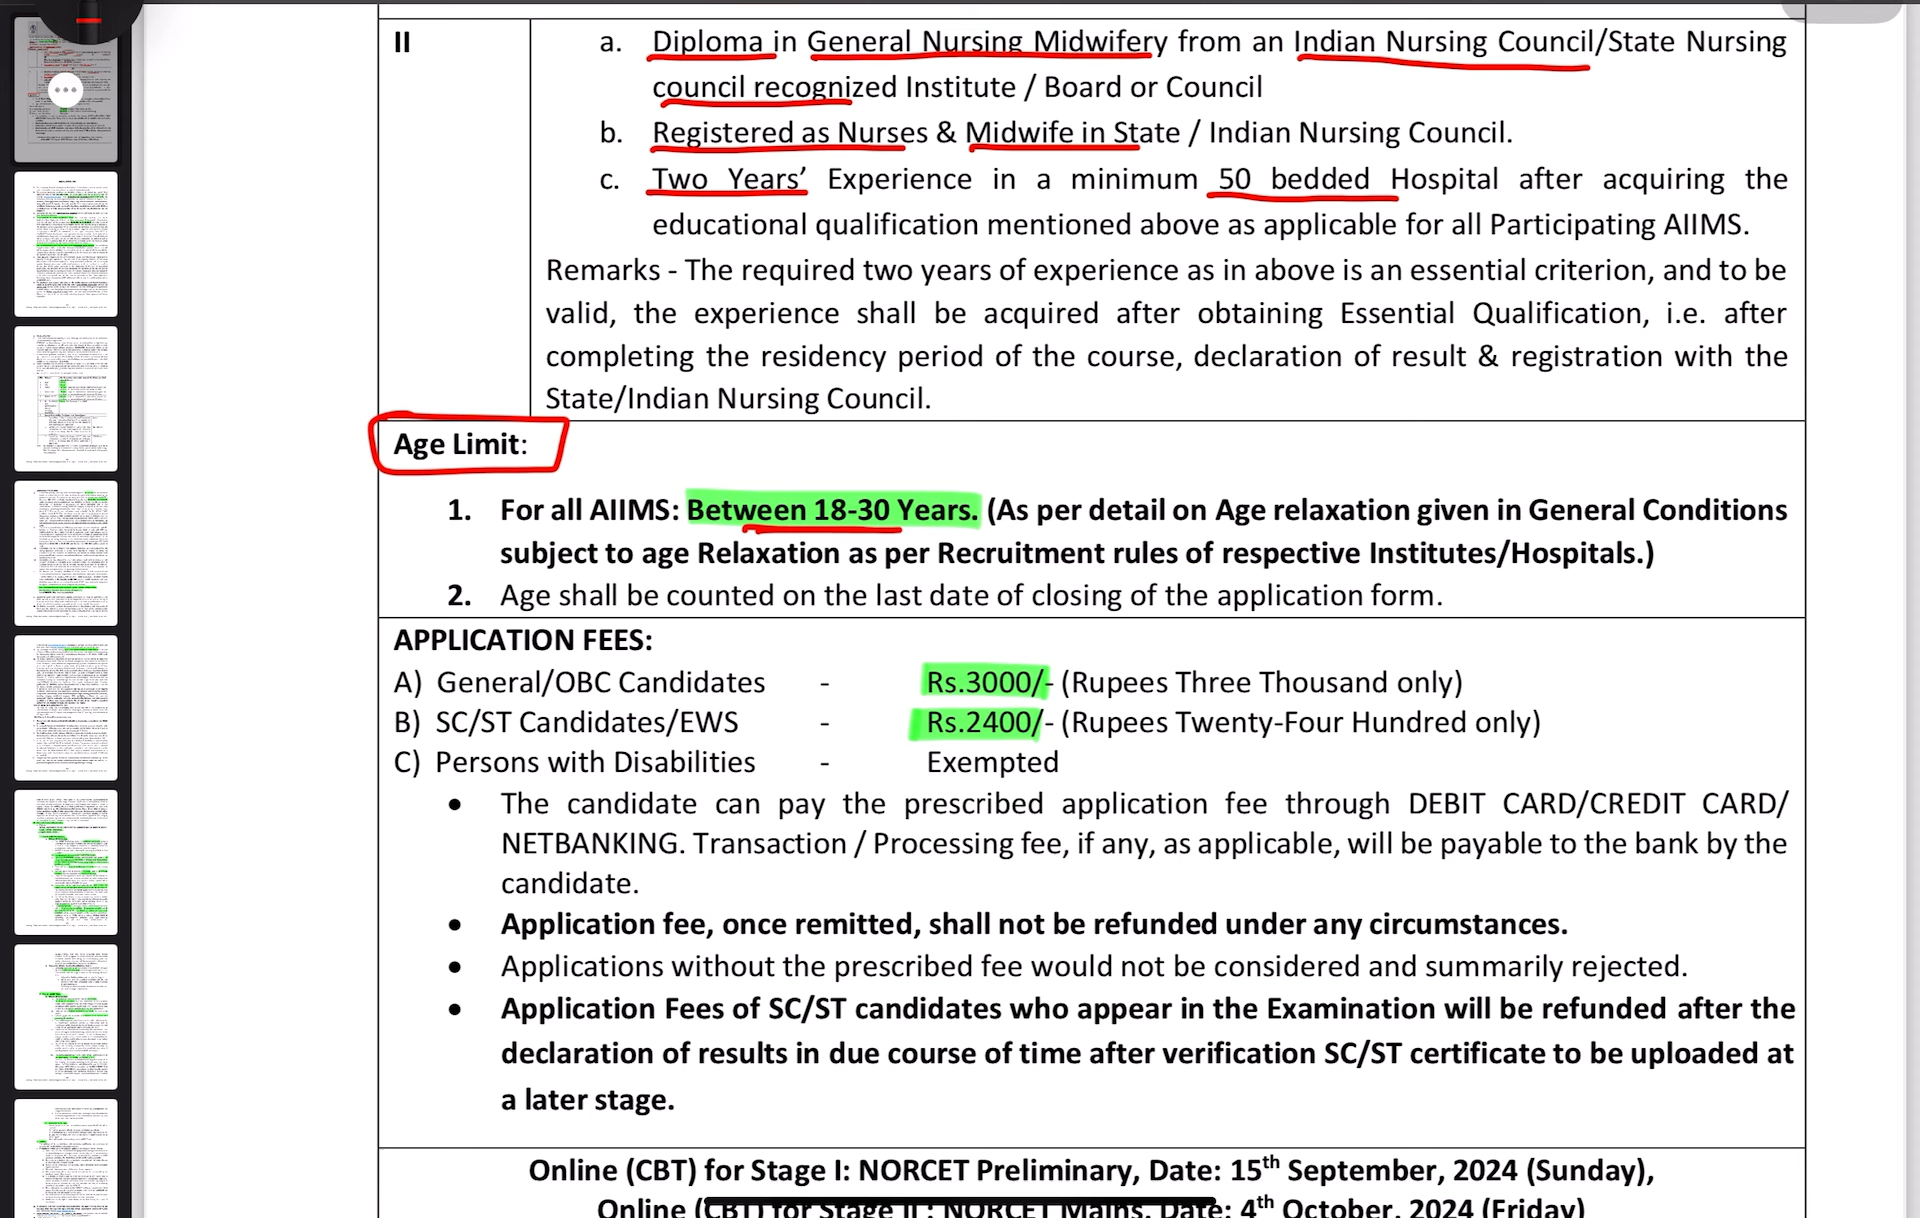 II
a. Diploma in General Nursing Midwifery from an Indian Nursing Council/State Nursing
council recognized Institute / Board or Council
b. Registered as Nurses & Midwife in State / Indian Nursing Council.
c. Two Years' Experience in a minimum 50 bedded Hospital after acquiring the
educational qualification mentioned above as applicable for all Participating AIIMS.
Remarks - The required two years of experience as in above is an essential criterion, and to be
valid, the experience shall be acquired after obtaining Essential Qualification, i.e. after
completing the residency period of the course, declaration of result & registration with the
State/Indian Nursing Council.
Age Limit:
1. For all AIIMS: Between 18-30 Years. (As per detail on Age relaxation given in General Conditions
subject to age Relaxation as per Recruitment rules of respective Institutes/Hospitals.)
2. Age shall be counted on the last date of closing of the application form.
APPLICATION FEES:
A) General/OBC Candidates - Rs.3000/- (Rupees Three Thousand only)
B) SC/ST Candidates/EWS - Rs.2400/- (Rupees Twenty-Four Hundred only)
C) Persons with Disabilities - Exempted
• The candidate can pay the prescribed application fee through DEBIT CARD/CREDIT CARD/
NETBANKING. Transaction / Processing fee, if any, as applicable, will be payable to the bank by the
candidate.
• Application fee, once remitted, shall not be refunded under any circumstances.
• Applications without the prescribed fee would not be considered and summarily rejected.
• Application Fees of SC/ST candidates who appear in the Examination will be refunded after the
declaration of results in due course of time after verification SC/ST certificate to be uploaded at
a later stage.
Online (CBT) for Stage I: NORCET Preliminary, Date: 15th September, 2024 (Sunday),
Online (CBT) for Stage II : NORCET Mains, Date: 4th October, 2024 (Friday)